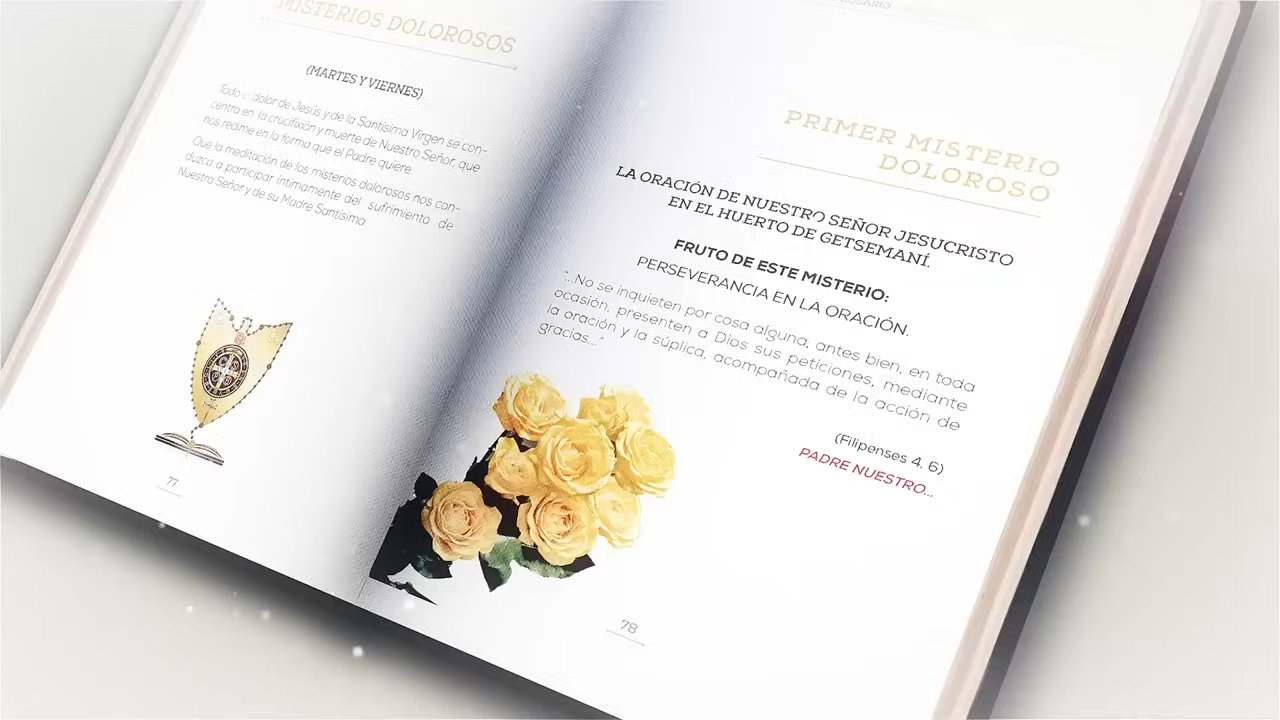 MISTERIOS DOLOROSOS
(MARTES Y VIERNES)
Todo el dolor de Jesús y de la Santísima Virgen se con-
centra en la crucifixión y muerte de Nuestro Señor, que
nos redime en la forma que el Padre quiere.
Que la meditación de los misterios dolorosos nos con-
duzca a participar íntimamente del sufrimiento de
Nuestro Señor y de su Madre Santísima
77
ROSARIO
PRIMER MISTERIO
DOLOROSO
LA ORACIÓN DE NUESTRO SEÑOR JESUCRISTO
EN EL HUERTO DE GETSEMANÍ.
FRUTO DE ESTE MISTERIO:
PERSEVERANCIA EN LA ORACIÓN.
“...No se inquieten por cosa alguna, antes bien, en toda
ocasión, presenten a Dios sus peticiones, mediante
la oración y la súplica, acompañada de la acción de
gracias...”
(Filipenses 4, 6)
PADRE NUESTRO...
78